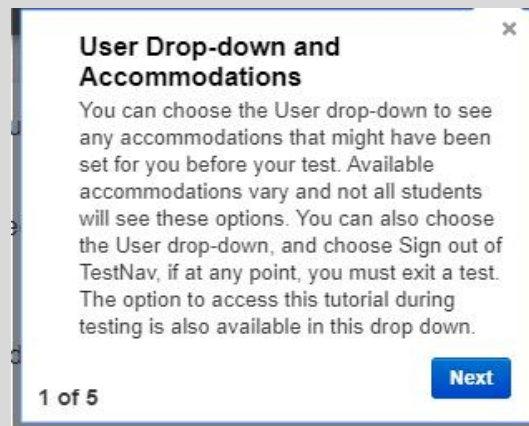 User Drop-down and
Accommodations
You can choose the User drop-down to see
any accommodations that might have been
set for you before your test. Available
accommodations vary and not all students
will see these options. You can also choose
the User drop-down, and choose Sign out of
TestNav, if at any point, you must exit a test.
The option to access this tutorial during
testing is also available in this drop down.
Next
1 of 5